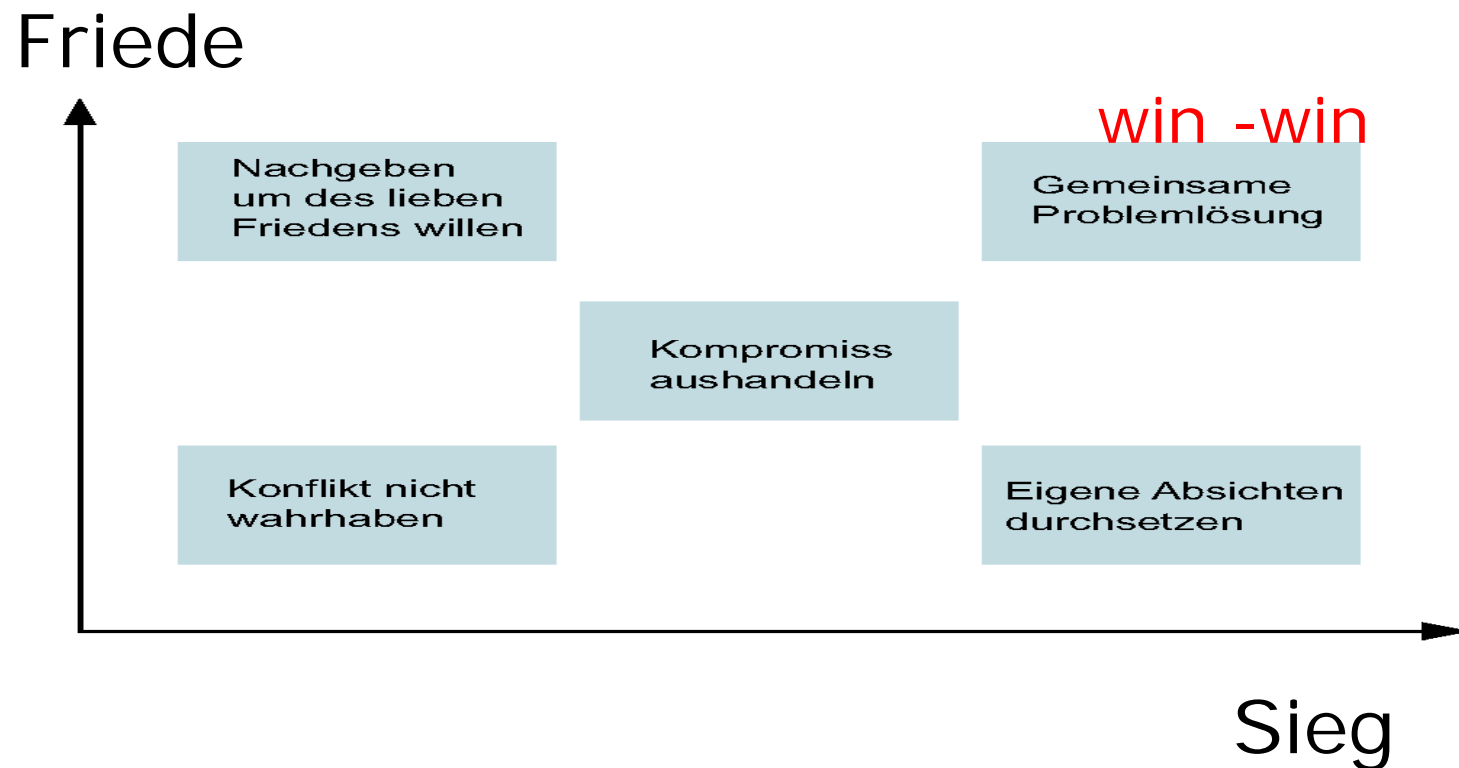 Friede
win -win
Nachgeben
um des lieben
Friedens willen
Gemeinsame
Problemlösung
Kompromiss
aushandeln
Konflikt nicht
wahrhaben
Eigene Absichten
durchsetzen
Sieg